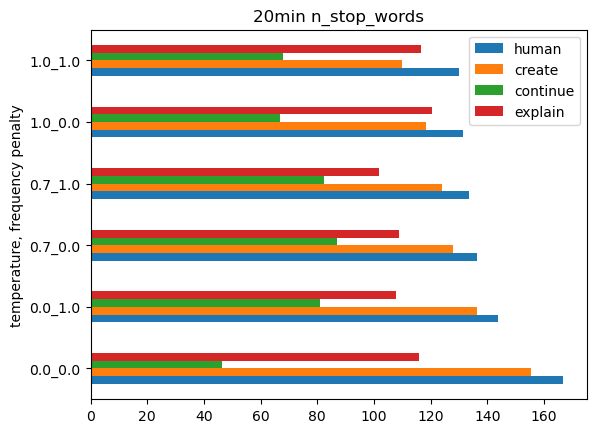 20min n_stop_words
human
create
continue
explain
temperature, frequency penalty
1.0_1.0
1.0_0.0
0.7_1.0
0.7_0.0
0.0_1.0
0.0_0.0
0 20 40 60 80 100 120 140 160